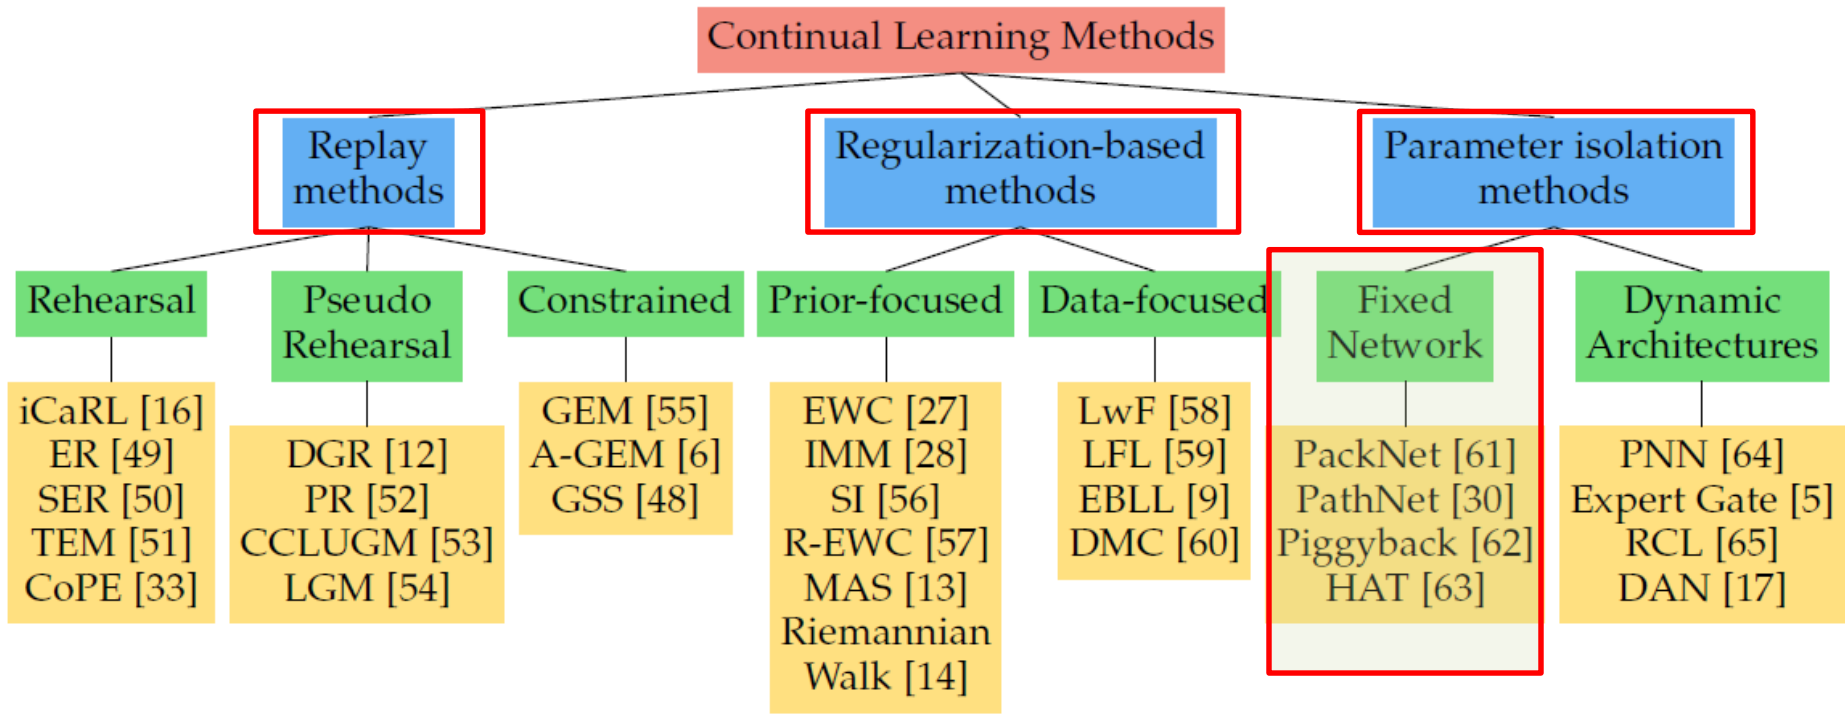 Continual Learning Methods
Replay
methods
Regularization-based
methods
Parameter isolation
methods
Rehearsal
Pseudo
Rehearsal
Constrained
Prior-focused
Data-focused
Fixed
Network
Dynamic
Architectures
iCaRL [16]
ER [49]
SER [50]
TEM [51]
CoPE [33]
DGR [12]
PR [52]
CCLUGM [53]
LGM [54]
GEM [55]
A-GEM [6]
GSS [48]
EWC [27]
IMM [28]
SI [56]
R-EWC [57]
MAS [13]
Riemannian
Walk [14]
LwF [58]
LFL [59]
EBLL [9]
DMC [60]
PackNet [61]
PathNet [30]
Piggyback [62]
HAT [63]
PNN [64]
Expert Gate [5]
RCL [65]
DAN [17]